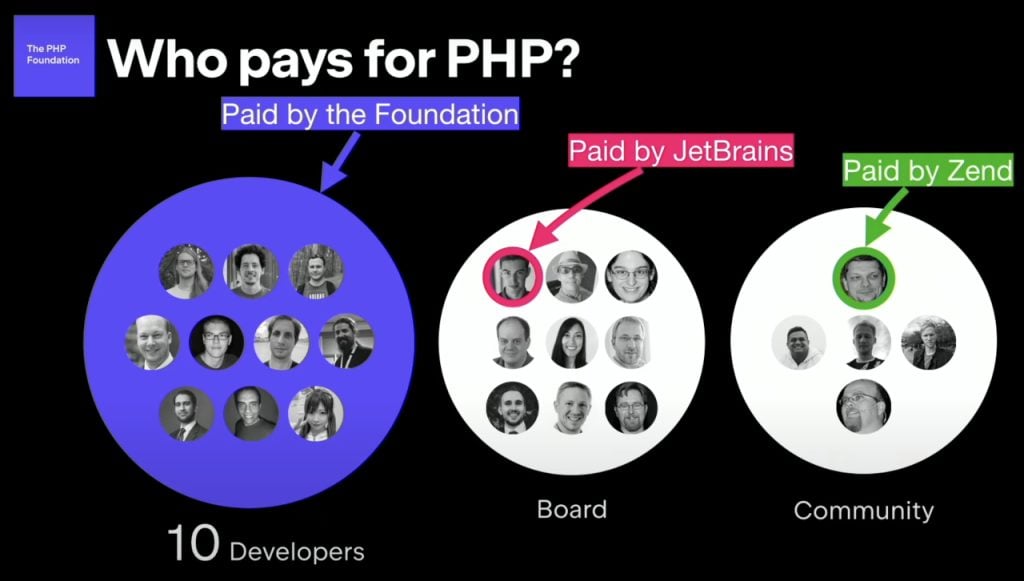 The PHP
Foundation
Who pays for PHP?
Paid by the Foundation
Paid by JetBrains
Paid by Zend
Board
Community
10 Developers